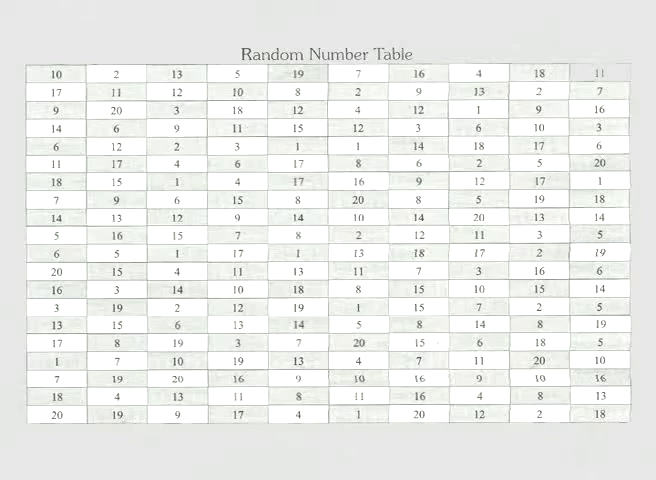 Random Number Table
10 2 13 5 19 7 16 4 18 11
17 11 12 10 8 2 9 13 2 7
9 20 3 18 12 4 12 1 9 16
14 6 9 11 15 12 3 6 10 3
6 12 2 3 1 1 14 18 17 6
11 17 4 6 17 8 6 2 5 20
18 15 1 4 17 16 9 12 17 1
7 9 6 15 8 20 8 5 19 18
14 13 12 9 14 10 14 20 13 14
5 16 15 7 8 2 12 11 3 5
6 5 1 17 1 13 18 17 2 19
20 15 4 11 13 11 7 3 16 6
16 3 14 10 18 8 15 10 15 14
3 19 2 12 19 1 15 7 2 5
13 15 6 13 14 5 8 14 8 19
17 8 19 3 7 20 15 6 18 5
1 7 10 19 13 4 7 11 20 10
7 19 20 16 9 10 16 9 10 16
18 4 13 11 8 11 16 4 8 13
20 19 9 17 4 1 20 12 2 18